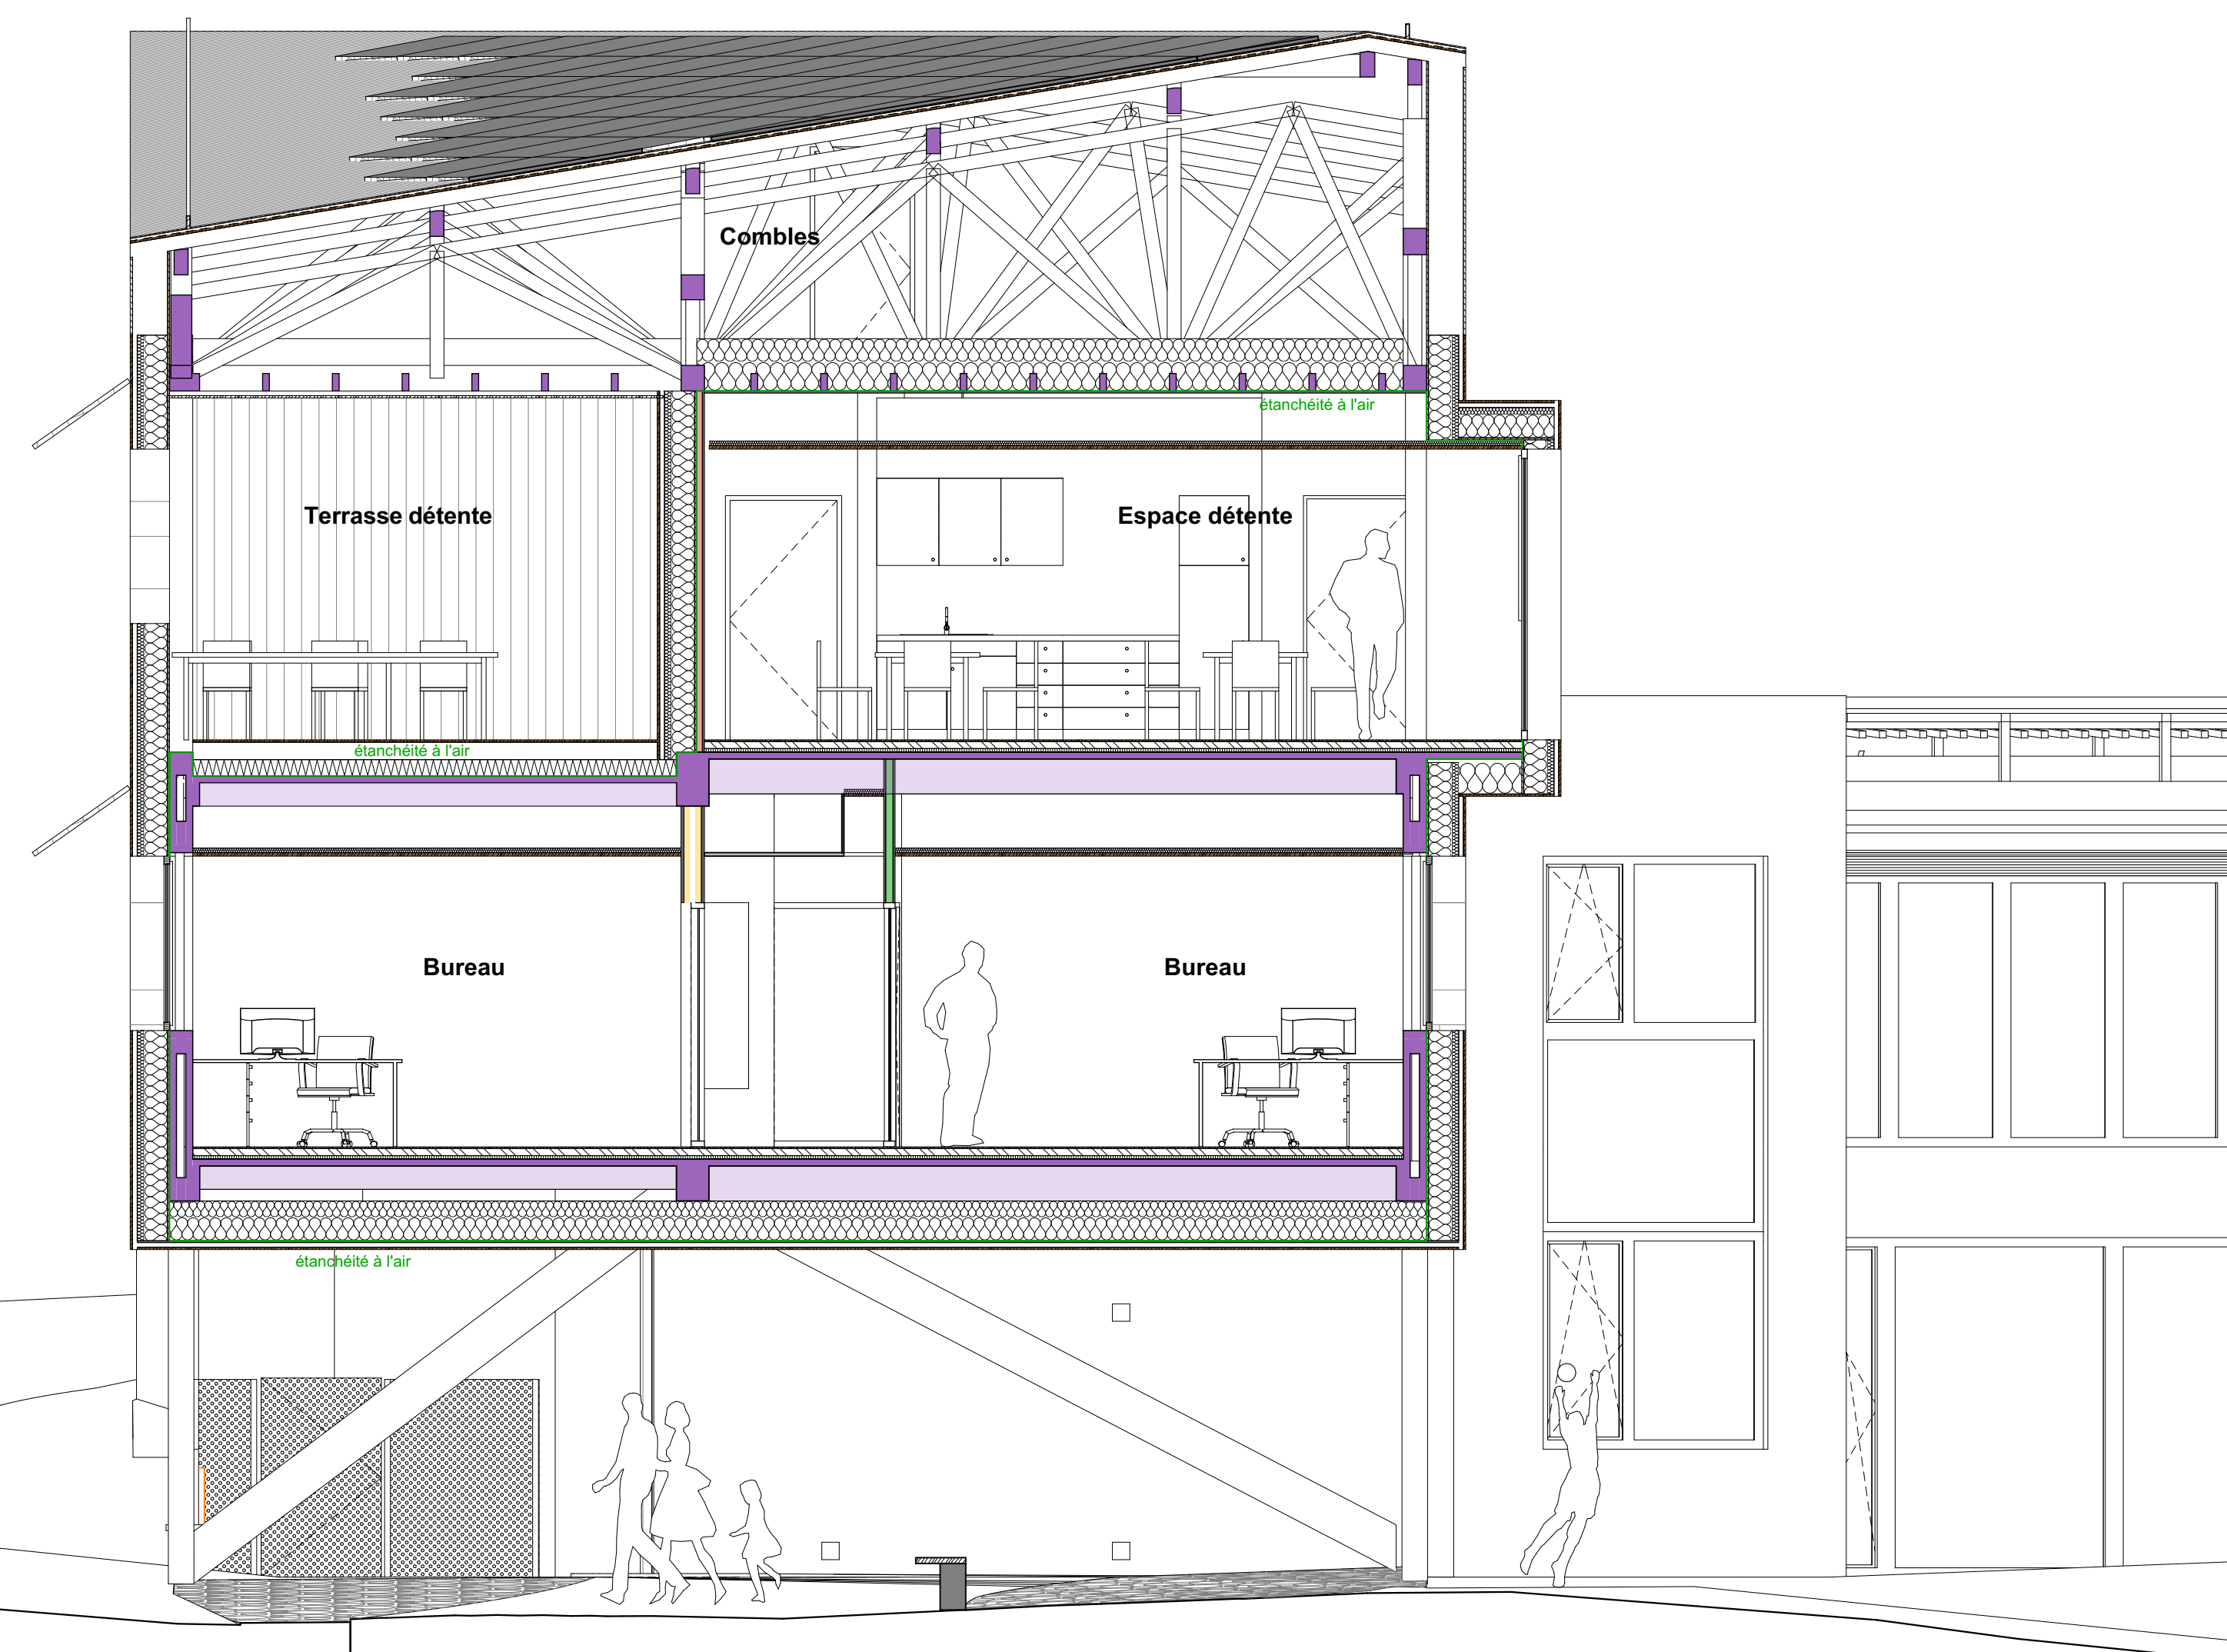 Combles
étanchéité à l'air
Terrasse détente
Espace détente
étanchéité à l'air
Bureau
Bureau
étanchéité à l'air